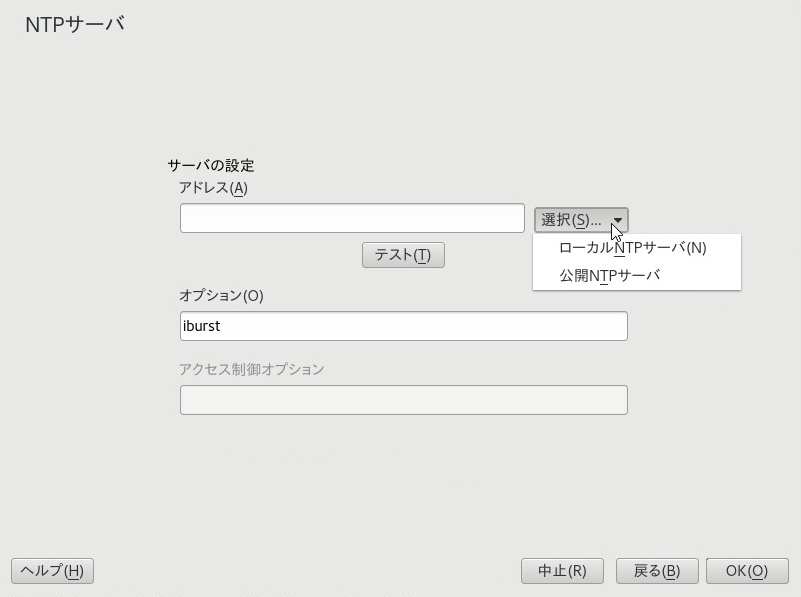 NTPサーバ
サーバの設定
アドレス(A)
選択(S)...
ローカルNTPサーバ(N)
公開NTPサーバ
テスト(T)
オプション(O)
iburst
アクセス制御オプション
ヘルプ(H)
中止(R)
戻る(B)
OK(O)